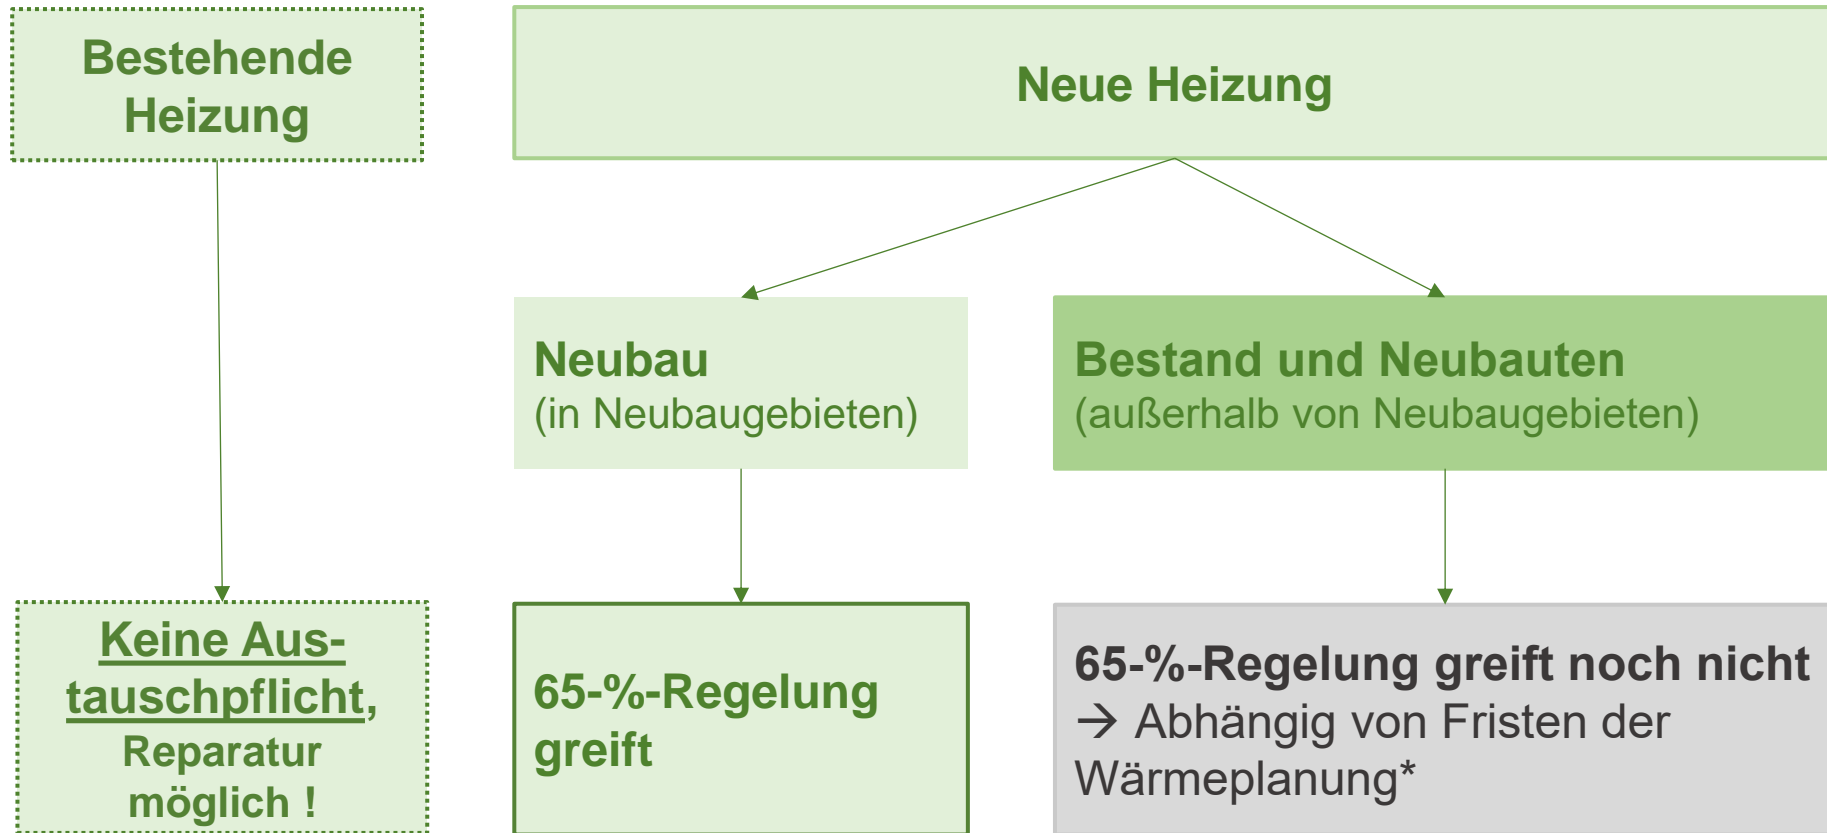 Bestehende
Heizung
Neue Heizung
Neubau
(in Neubaugebieten)
Bestand und Neubauten
(außerhalb von Neubaugebieten)
Keine Aus-
tauschpflicht,
Reparatur
möglich !
65-%-Regelung
greift
65-%-Regelung greift noch nicht
→ Abhängig von Fristen der
Wärmeplanung*